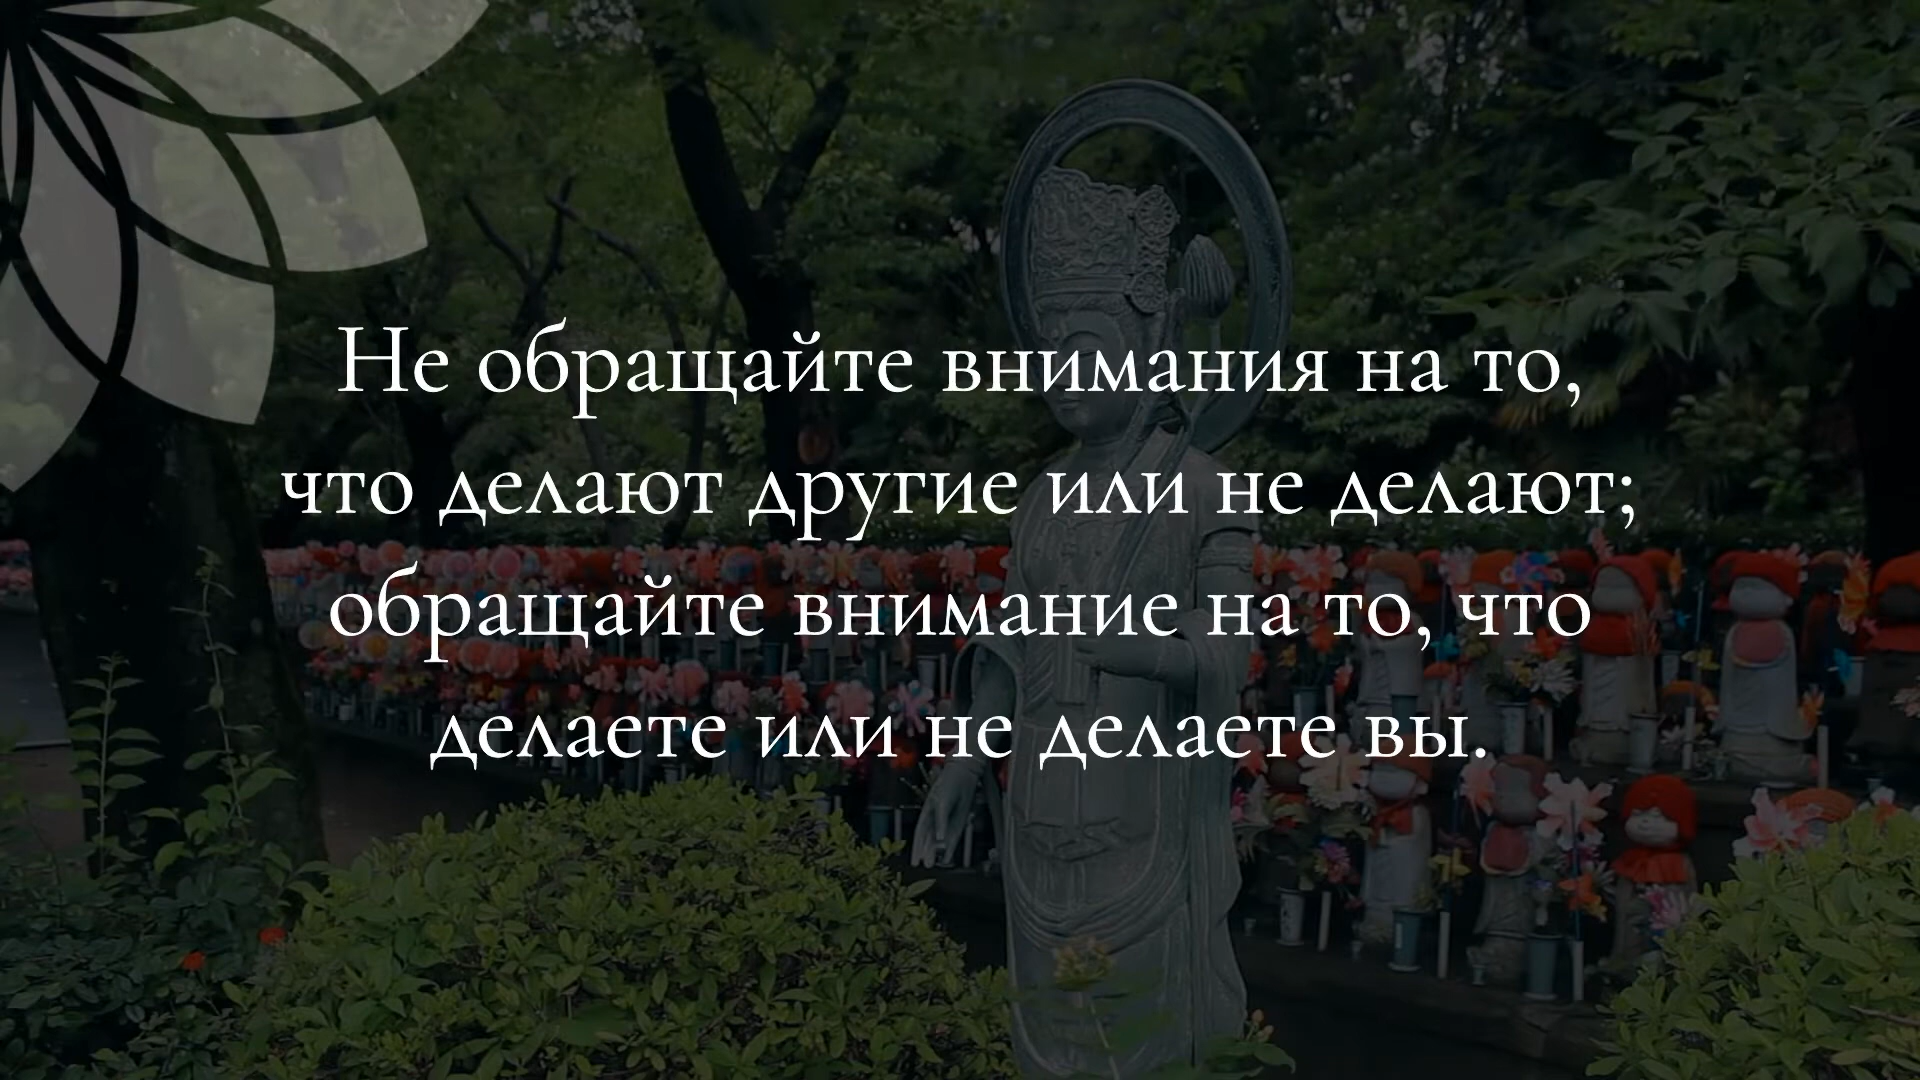 Не обращайте внимания на то,
что делают другие или не делают;
обращайте внимание на то, что
делаете или не делаете вы.